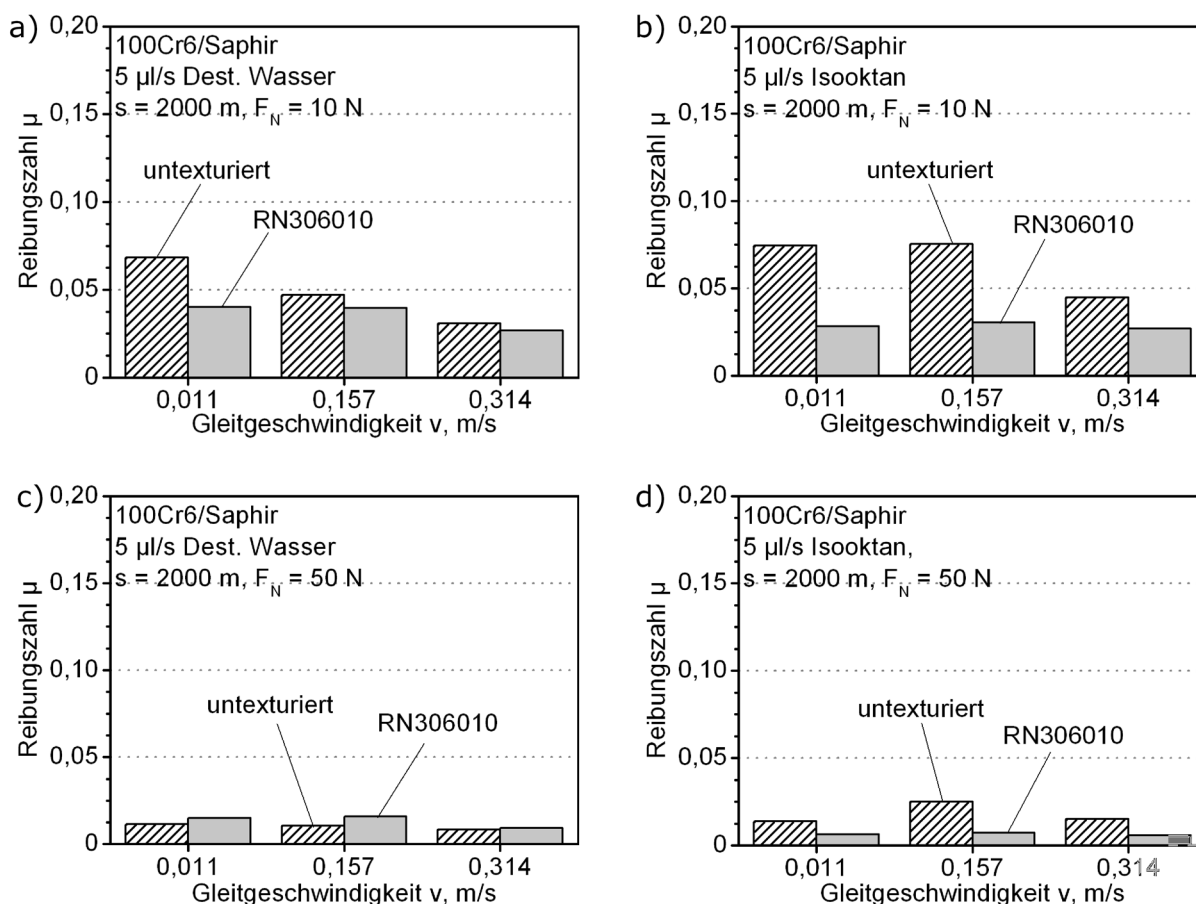 a)
0,20
0,15
0,10
0,05
0
Reibungszahl µ
100Cr6/Saphir
5 µl/s Dest. Wasser
s = 2000 m, F_N = 10 N
untexturiert
RN306010
0,011 0,157 0,314
Gleitgeschwindigkeit v, m/s
b)
0,20
0,15
0,10
0,05
0
Reibungszahl µ
100Cr6/Saphir
5 µl/s Isooktan
s = 2000 m, F_N = 10 N
untexturiert
RN306010
0,011 0,157 0,314
Gleitgeschwindigkeit v, m/s
c)
0,20
0,15
0,10
0,05
0
Reibungszahl µ
100Cr6/Saphir
5 µl/s Dest. Wasser
s = 2000 m, F_N = 50 N
untexturiert
RN306010
0,011 0,157 0,314
Gleitgeschwindigkeit v, m/s
d)
0,20
0,15
0,10
0,05
0
Reibungszahl µ
100Cr6/Saphir
5 µl/s Isooktan,
s = 2000 m, F_N = 50 N
untexturiert
RN306010
0,011 0,157 0,314
Gleitgeschwindigkeit v, m/s